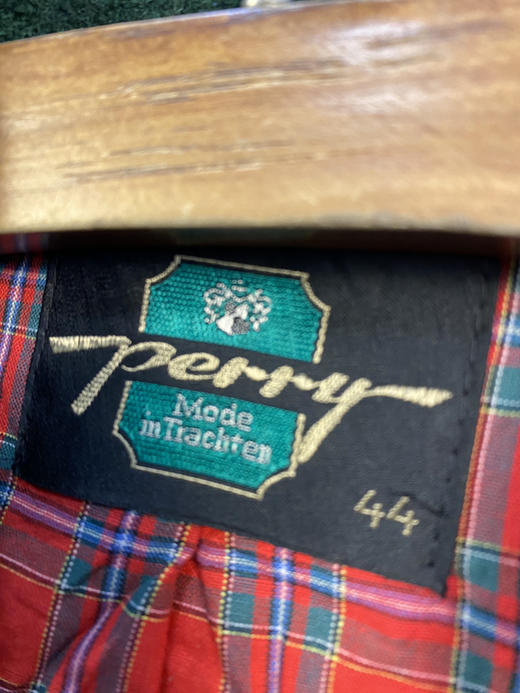 perry
Mode
in Trachten
44